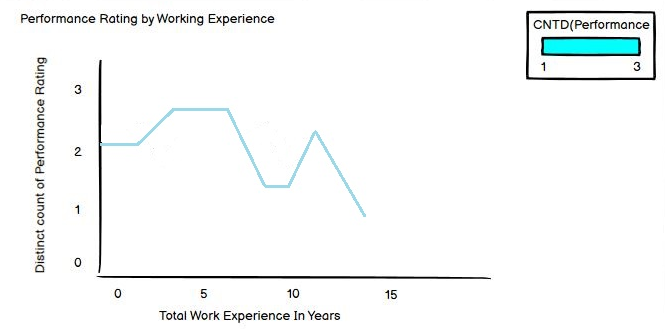 Performance Rating by Working Experience
CNTD(Performance
1 3
Distinct count of Performance Rating
3
2
1
0
0 5 10 15
Total Work Experience In Years